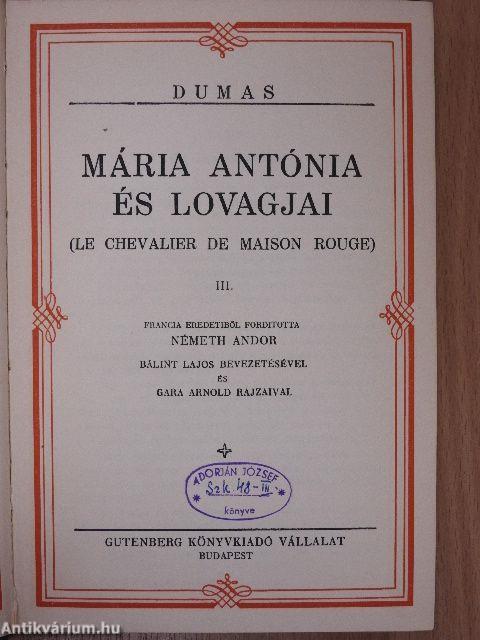 DUMAS
MÁRIA ANTÓNIA
ÉS LOVAGJAI
(LE CHEVALIER DE MAISON ROUGE)
III.
FRANCIA EREDETIBŐL FORDITOTTA
NÉMETH ANDOR
BÁLINT LAJOS BEVEZETÉSÉVEL
ÉS
GARA ARNOLD RAJZAIVAL
ADORJÁN JÓZSEF
Szk 48-III.
könyve
GUTENBERG KÖNYVKIADÓ VÁLLALAT
BUDAPEST
Antikvárium.hu